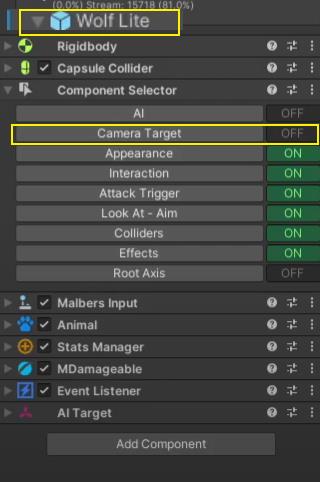 (0.0%) Stream: 15718 (81.0%)
Wolf Lite
Rigidbody
Capsule Collider
Component Selector
AI OFF
Camera Target OFF
Appearance ON
Interaction ON
Attack Trigger ON
Look At - Aim ON
Colliders ON
Effects ON
Root Axis OFF
Malbers Input
Animal
Stats Manager
MDamageable
Event Listener
AI Target
Add Component